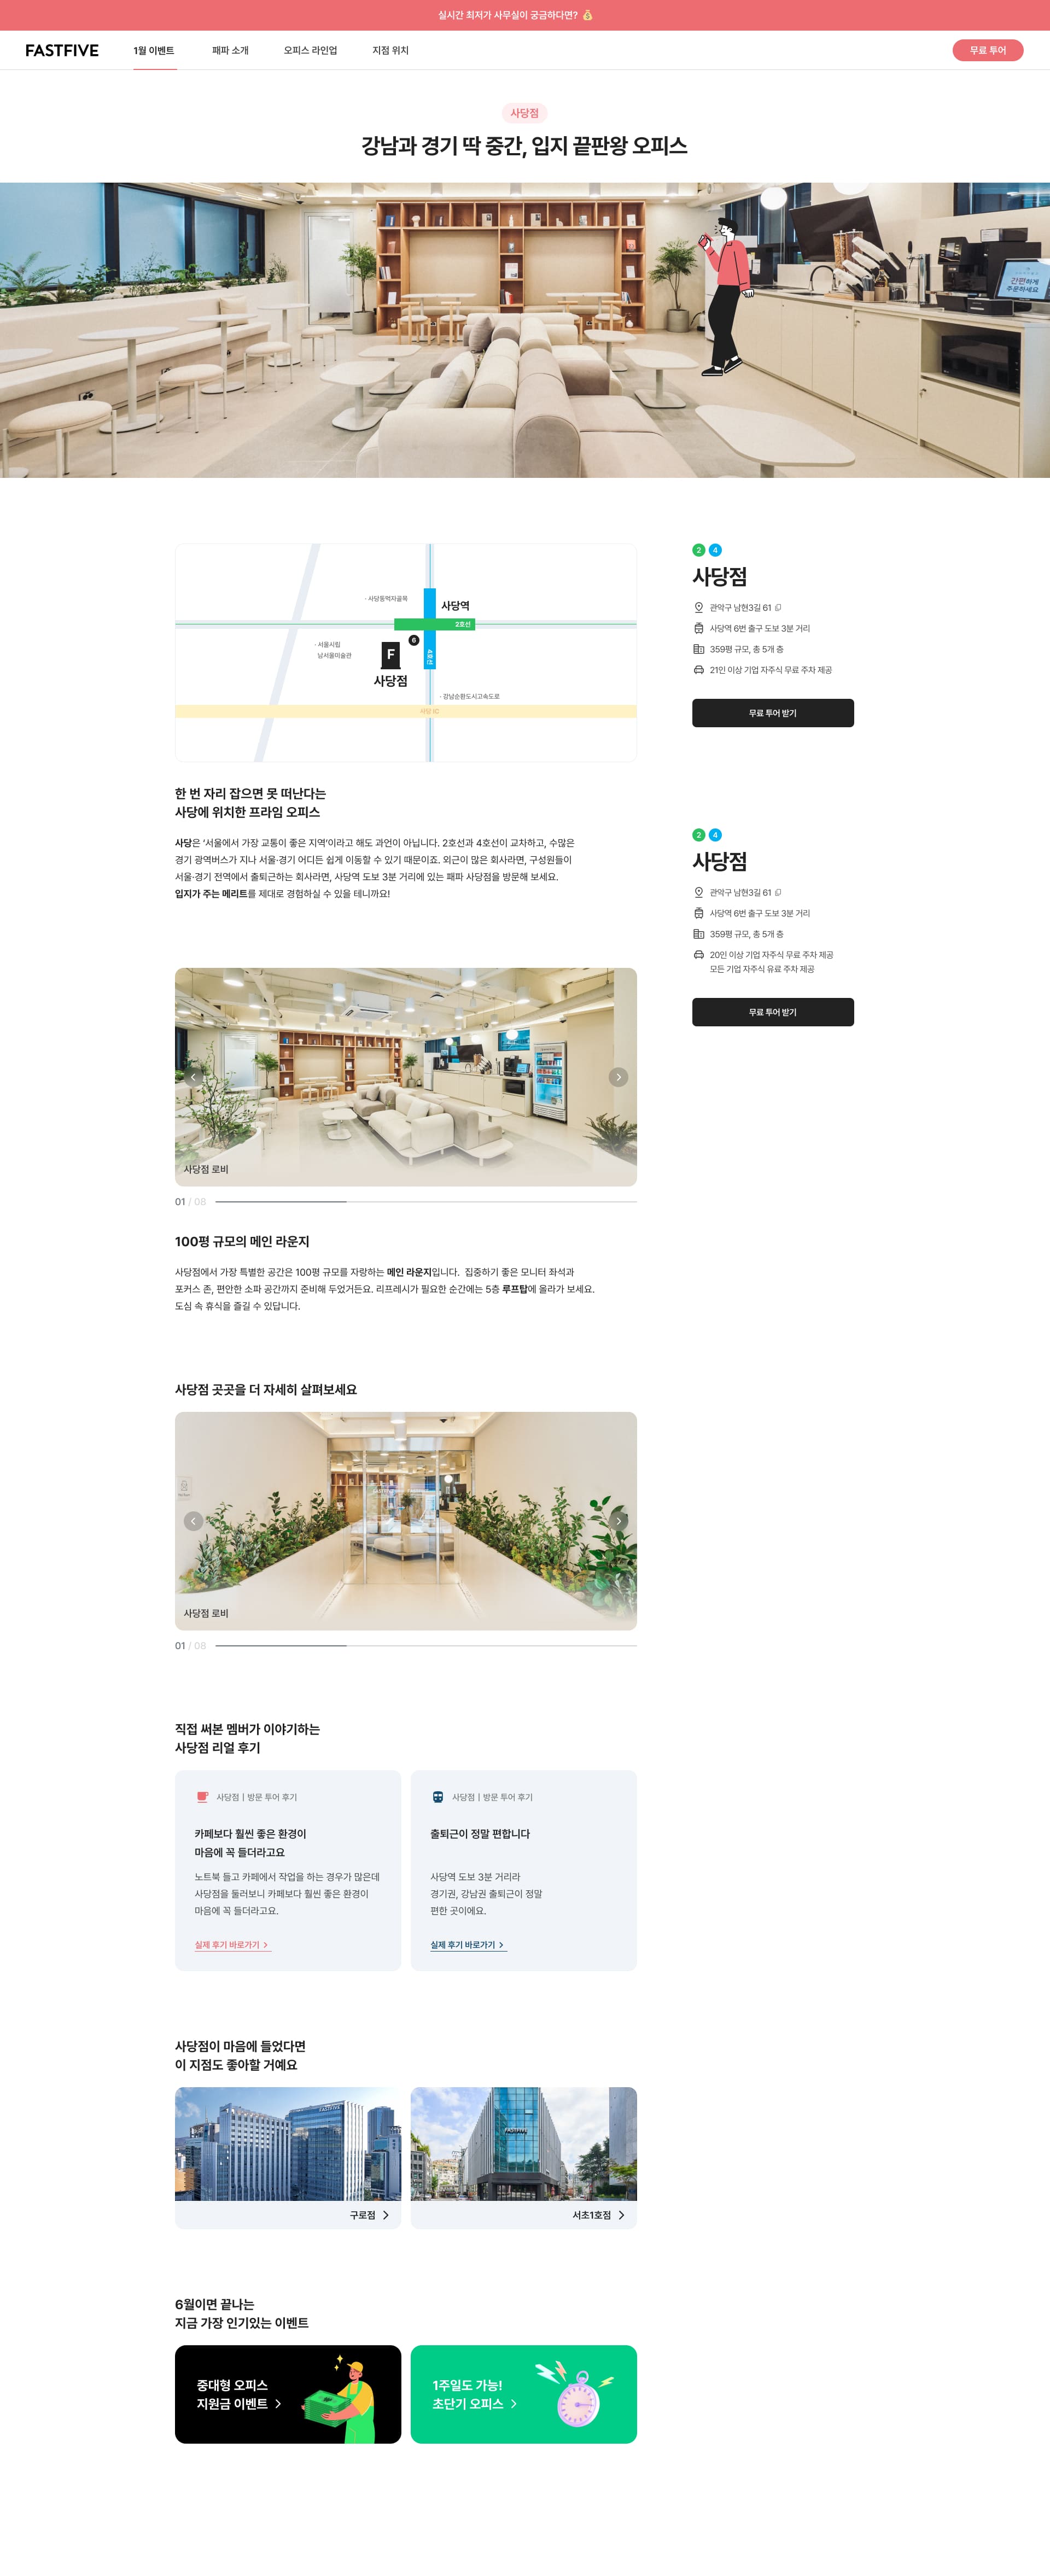 실시간 최저가 사무실이 궁금하다면? 💰
FASTFIVE
1월 이벤트
패파 소개
오피스 라인업
지점 위치
무료 투어
사당점
강남과 경기 딱 중간, 입지 끝판왕 오피스
간편하게
주문하세요
· 사당동먹자골목
사당역
2호선
6
4호선
· 서울시립
남서울미술관
F
사당점
· 강남순환도시고속도로
사당 IC
2 4
사당점
관악구 남현3길 61
사당역 6번 출구 도보 3분 거리
359평 규모, 총 5개 층
21인 이상 기업 자주식 무료 주차 제공
무료 투어 받기
한 번 자리 잡으면 못 떠난다는
사당에 위치한 프라임 오피스
사당은 ‘서울에서 가장 교통이 좋은 지역’이라고 해도 과언이 아닙니다. 2호선과 4호선이 교차하고, 수많은
경기 광역버스가 지나 서울·경기 어디든 쉽게 이동할 수 있기 때문이죠. 외근이 많은 회사라면, 구성원들이
서울·경기 전역에서 출퇴근하는 회사라면, 사당역 도보 3분 거리에 있는 패파 사당점을 방문해 보세요.
입지가 주는 메리트를 제대로 경험하실 수 있을 테니까요!
2 4
사당점
관악구 남현3길 61
사당역 6번 출구 도보 3분 거리
359평 규모, 총 5개 층
20인 이상 기업 자주식 무료 주차 제공
모든 기업 자주식 유료 주차 제공
무료 투어 받기
사당점 로비
01 / 08
100평 규모의 메인 라운지
사당점에서 가장 특별한 공간은 100평 규모를 자랑하는 메인 라운지입니다. 집중하기 좋은 모니터 좌석과
포커스 존, 편안한 소파 공간까지 준비해 두었거든요. 리프레시가 필요한 순간에는 5층 루프탑에 올라가 보세요.
도심 속 휴식을 즐길 수 있답니다.
사당점 곳곳을 더 자세히 살펴보세요
사당점 로비
01 / 08
직접 써본 멤버가 이야기하는
사당점 리얼 후기
사당점 | 방문 투어 후기
카페보다 훨씬 좋은 환경이
마음에 꼭 들더라고요
노트북 들고 카페에서 작업을 하는 경우가 많은데
사당점을 둘러보니 카페보다 훨씬 좋은 환경이
마음에 꼭 들더라고요.
실제 후기 바로가기
사당점 | 방문 투어 후기
출퇴근이 정말 편합니다
사당역 도보 3분 거리라
경기권, 강남권 출퇴근이 정말
편한 곳이에요.
실제 후기 바로가기
사당점이 마음에 들었다면
이 지점도 좋아할 거예요
FASTFIVE
구로점
FASTFIVE
서초1호점
6월이면 끝나는
지금 가장 인기있는 이벤트
중대형 오피스
지원금 이벤트
1주일도 가능!
초단기 오피스